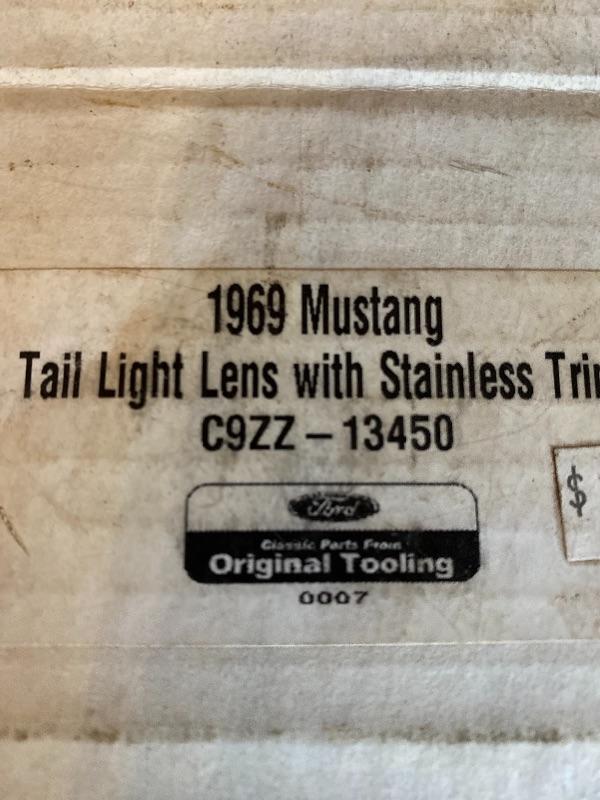 1969 Mustang
Tail Light Lens with Stainless
C9ZZ – 13450
$
Ford
Classic Parts From
Original Tooling
0007